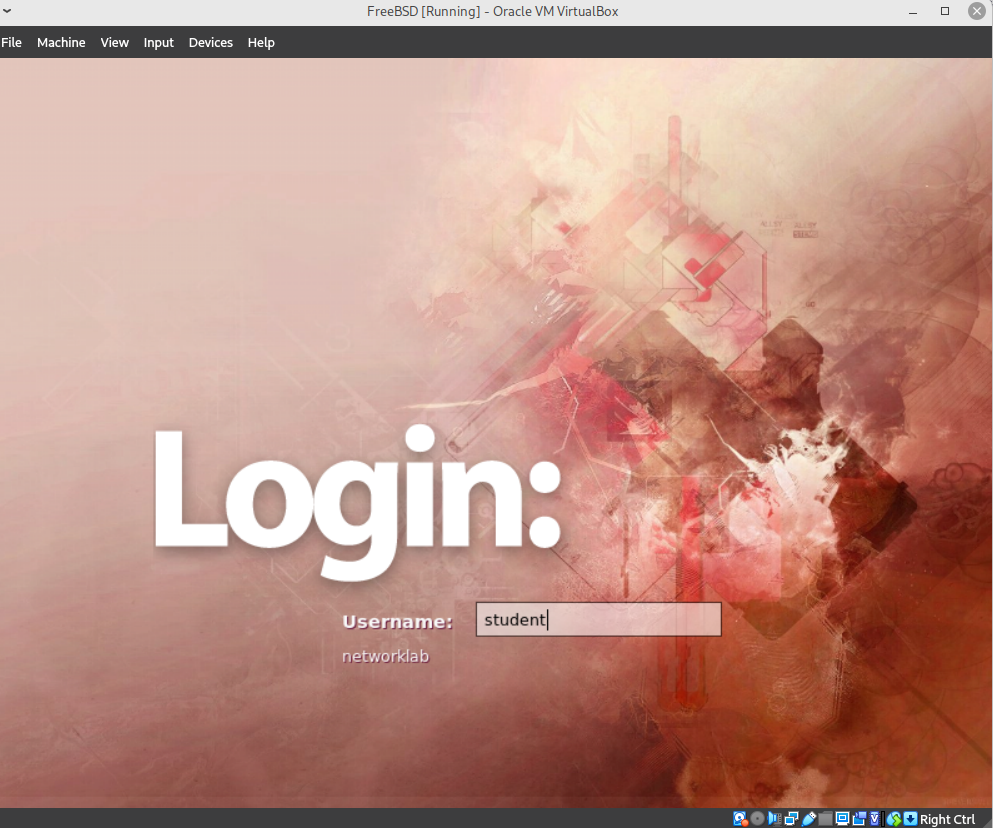 FreeBSD [Running] - Oracle VM VirtualBox
File Machine View Input Devices Help
Login:
Username: student
networklab
Right Ctrl